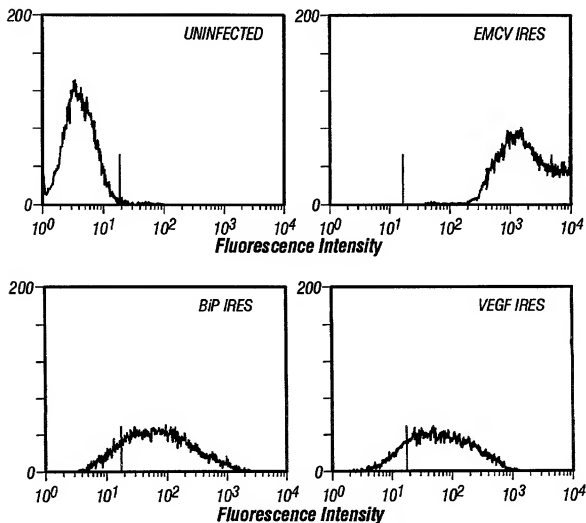 200
UNINFECTED
0
10^0 10^1 10^2 10^3 10^4
200
EMCV IRES
0
10^0 10^1 10^2 10^3 10^4
Fluorescence Intensity
200
BiP IRES
0
10^0 10^1 10^2 10^3 10^4
200
VEGF IRES
0
10^0 10^1 10^2 10^3 10^4
Fluorescence Intensity